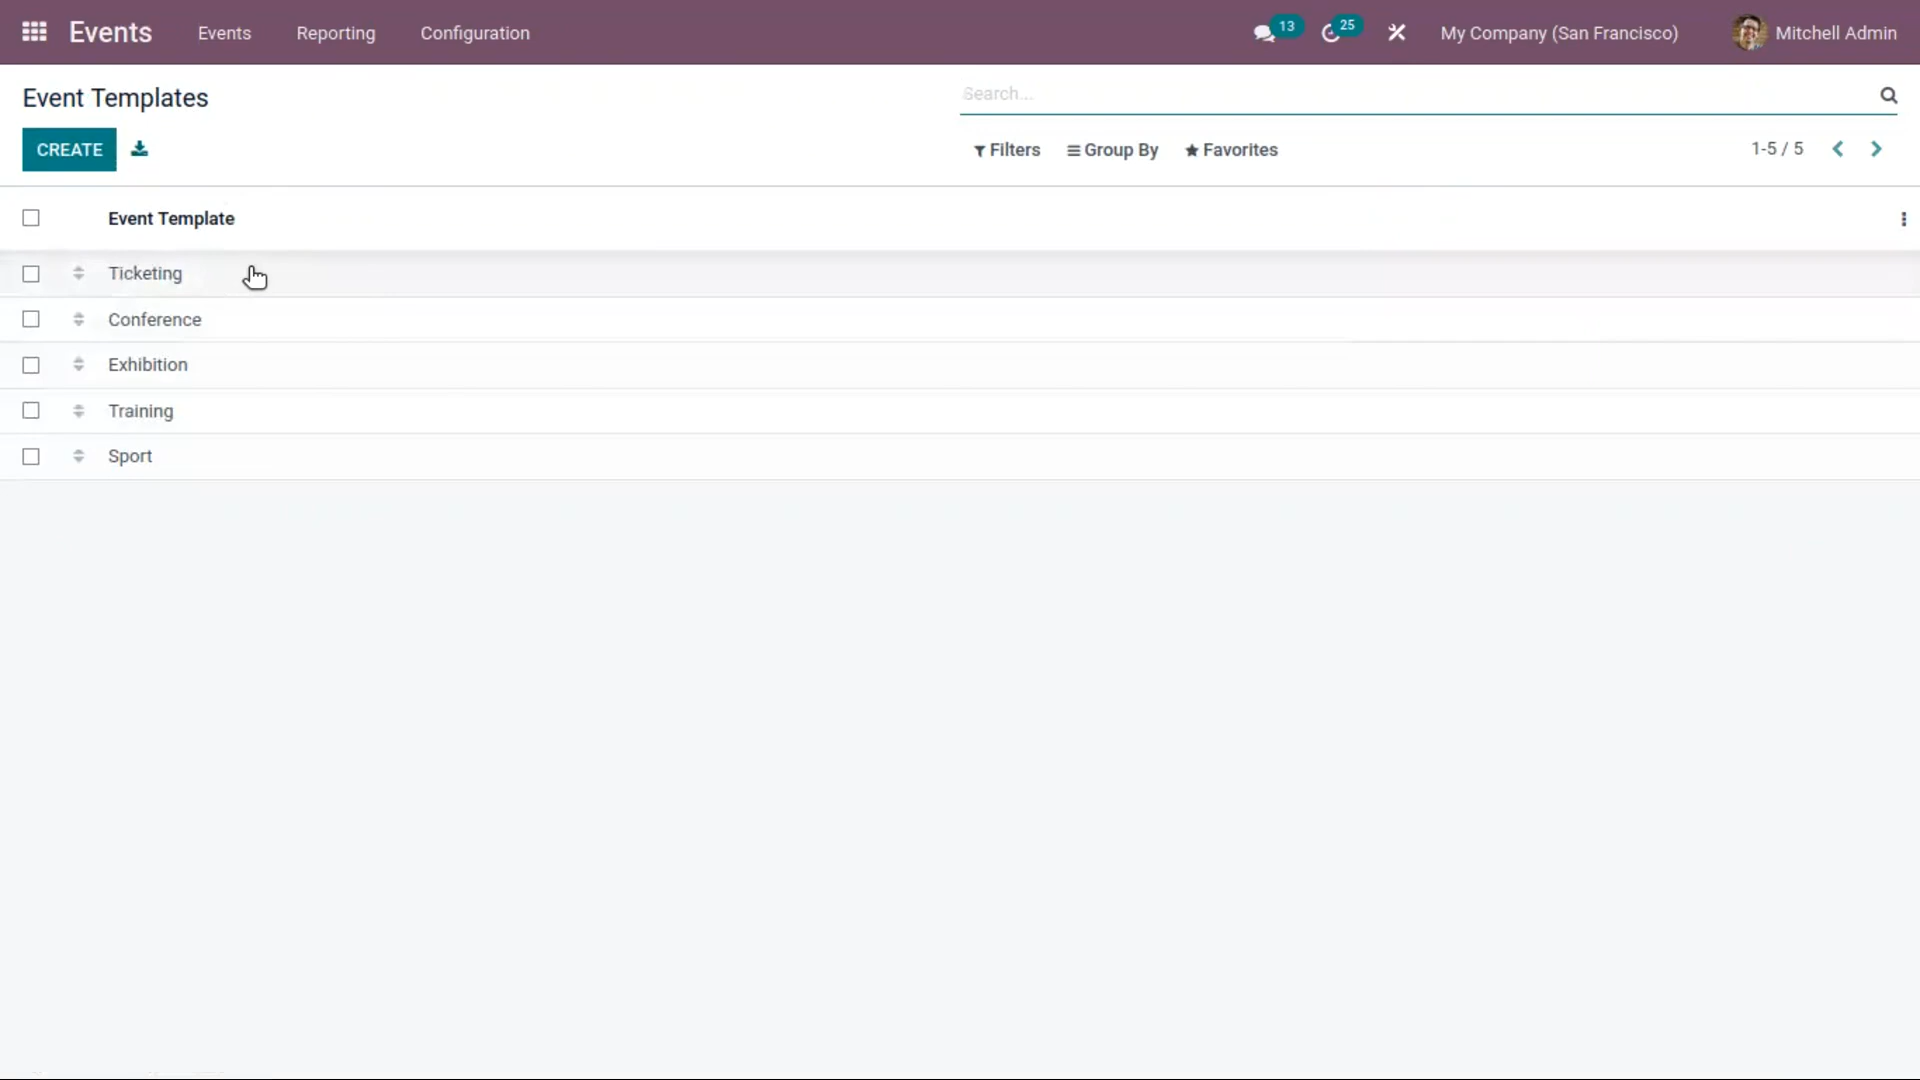 Events Events Reporting Configuration 13 25 My Company (San Francisco) Mitchell Admin
Event Templates
Search...
CREATE
Filters Group By Favorites 1-5 / 5
Event Template
Ticketing
Conference
Exhibition
Training
Sport